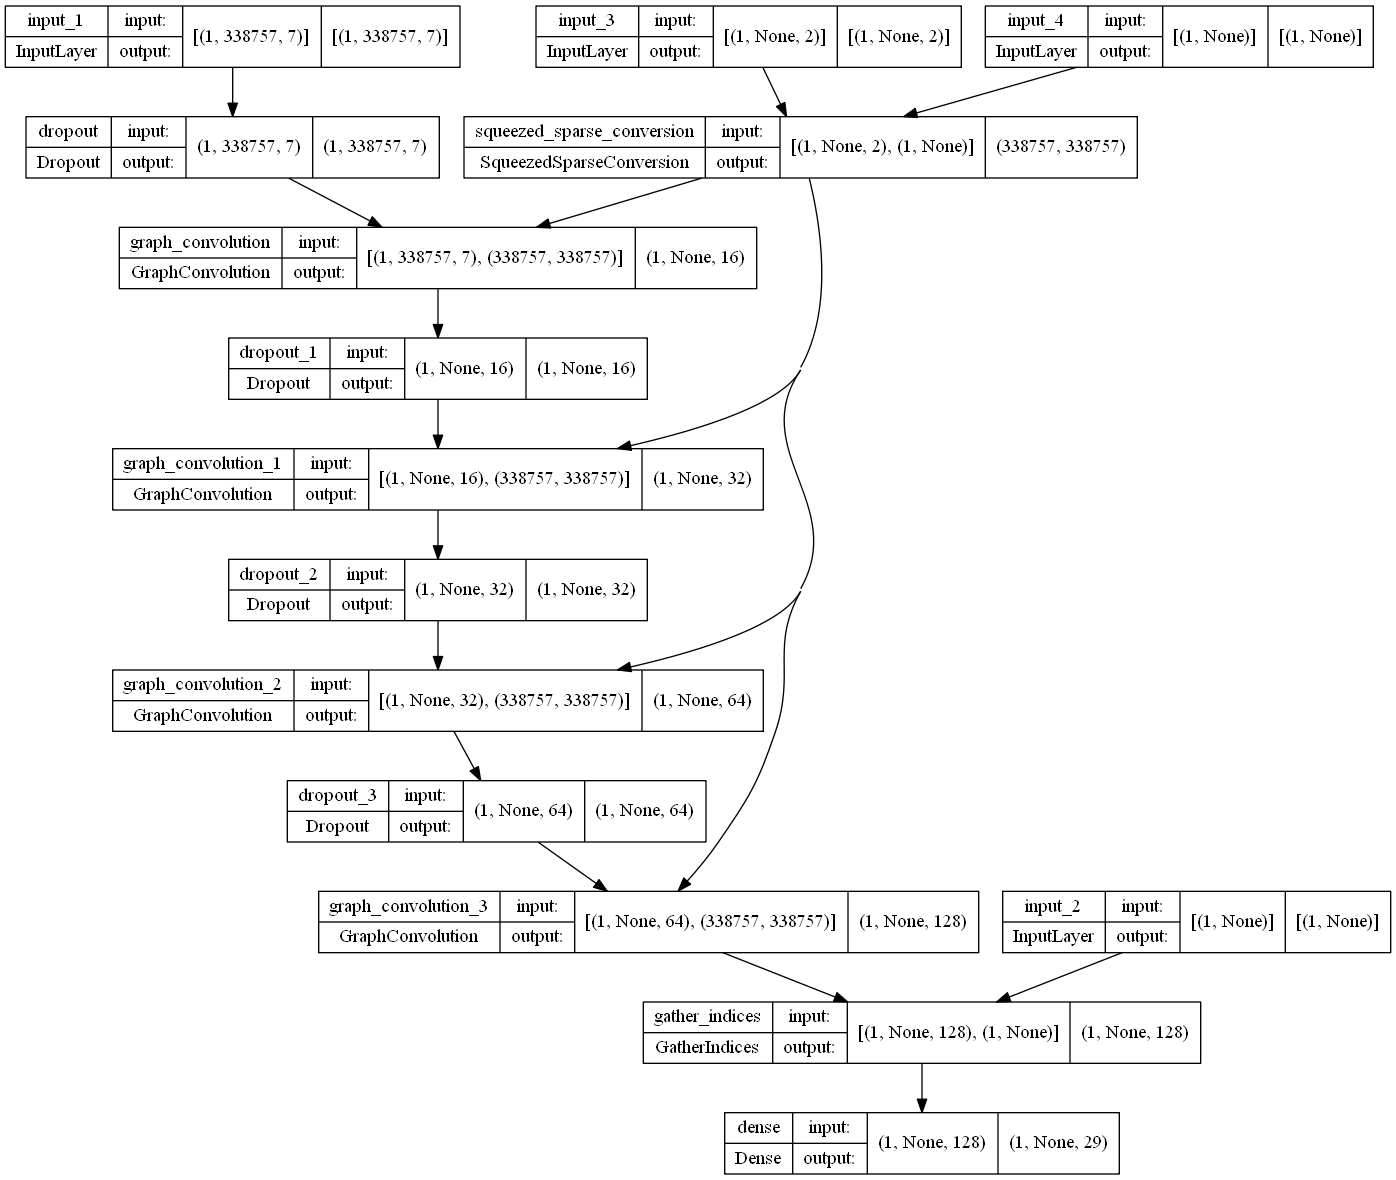 input_1 input: [(1, 338757, 7)] [(1, 338757, 7)]
InputLayer output:
input_3 input: [(1, None, 2)] [(1, None, 2)]
InputLayer output:
input_4 input: [(1, None)] [(1, None)]
InputLayer output:
dropout input: (1, 338757, 7) (1, 338757, 7)
Dropout output:
squeezed_sparse_conversion input: [(1, None, 2), (1, None)] (338757, 338757)
SqueezedSparseConversion output:
graph_convolution input: [(1, 338757, 7), (338757, 338757)] (1, None, 16)
GraphConvolution output:
dropout_1 input: (1, None, 16) (1, None, 16)
Dropout output:
graph_convolution_1 input: [(1, None, 16), (338757, 338757)] (1, None, 32)
GraphConvolution output:
dropout_2 input: (1, None, 32) (1, None, 32)
Dropout output:
graph_convolution_2 input: [(1, None, 32), (338757, 338757)] (1, None, 64)
GraphConvolution output:
dropout_3 input: (1, None, 64) (1, None, 64)
Dropout output:
graph_convolution_3 input: [(1, None, 64), (338757, 338757)] (1, None, 128)
GraphConvolution output:
input_2 input: [(1, None)] [(1, None)]
InputLayer output:
gather_indices input: [(1, None, 128), (1, None)] (1, None, 128)
GatherIndices output:
dense input: (1, None, 128) (1, None, 29)
Dense output: